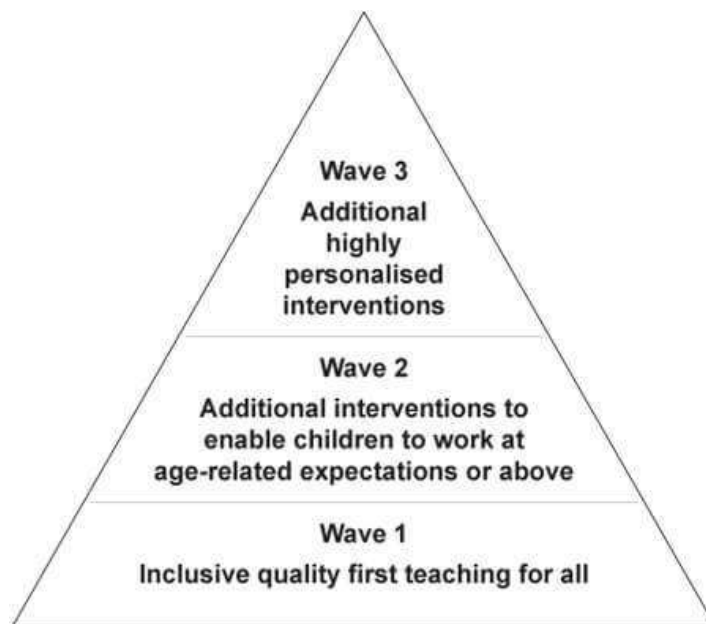 Wave 3
Additional
highly
personalised
interventions
Wave 2
Additional interventions to
enable children to work at
age-related expectations or above
Wave 1
Inclusive quality first teaching for all